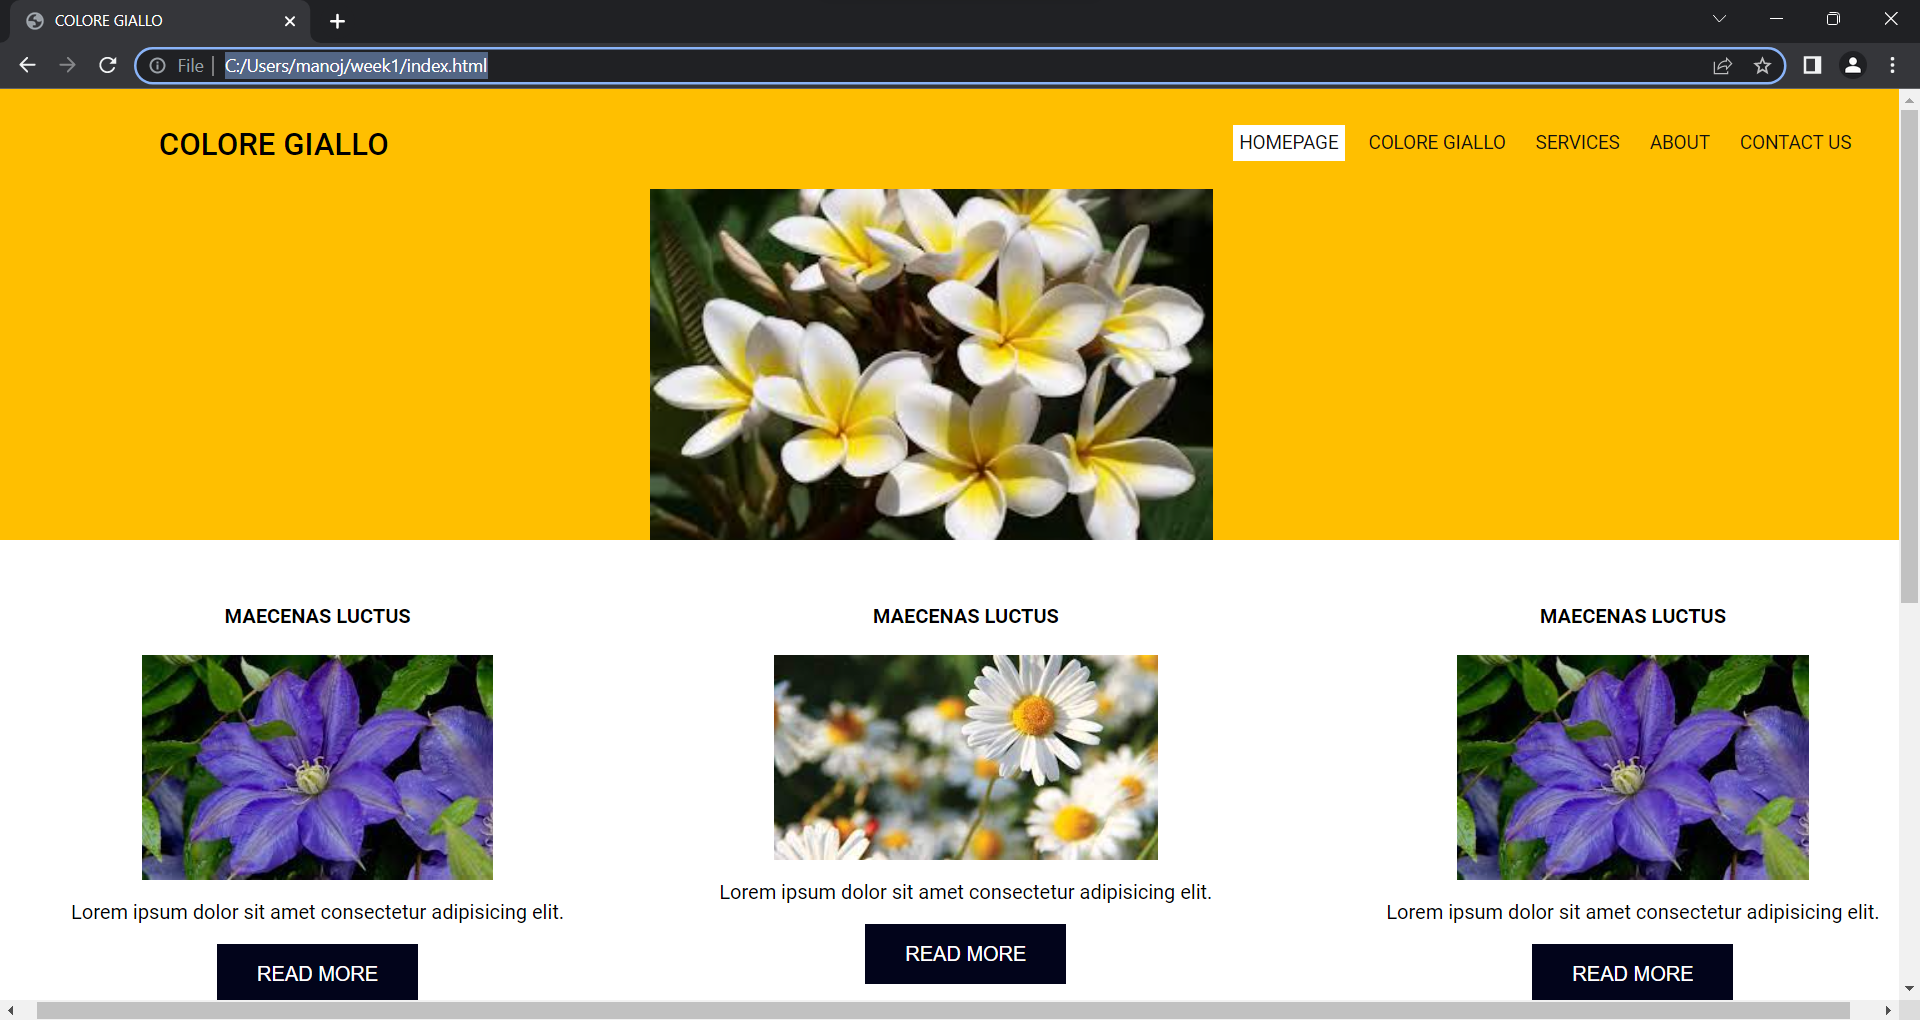 COLORE GIALLO
File | C:/Users/manoj/week1/index.html
COLORE GIALLO
HOMEPAGE COLORE GIALLO SERVICES ABOUT CONTACT US
MAECENAS LUCTUS MAECENAS LUCTUS MAECENAS LUCTUS
Lorem ipsum dolor sit amet consectetur adipisicing elit. Lorem ipsum dolor sit amet consectetur adipisicing elit. Lorem ipsum dolor sit amet consectetur adipisicing elit.
READ MORE READ MORE READ MORE